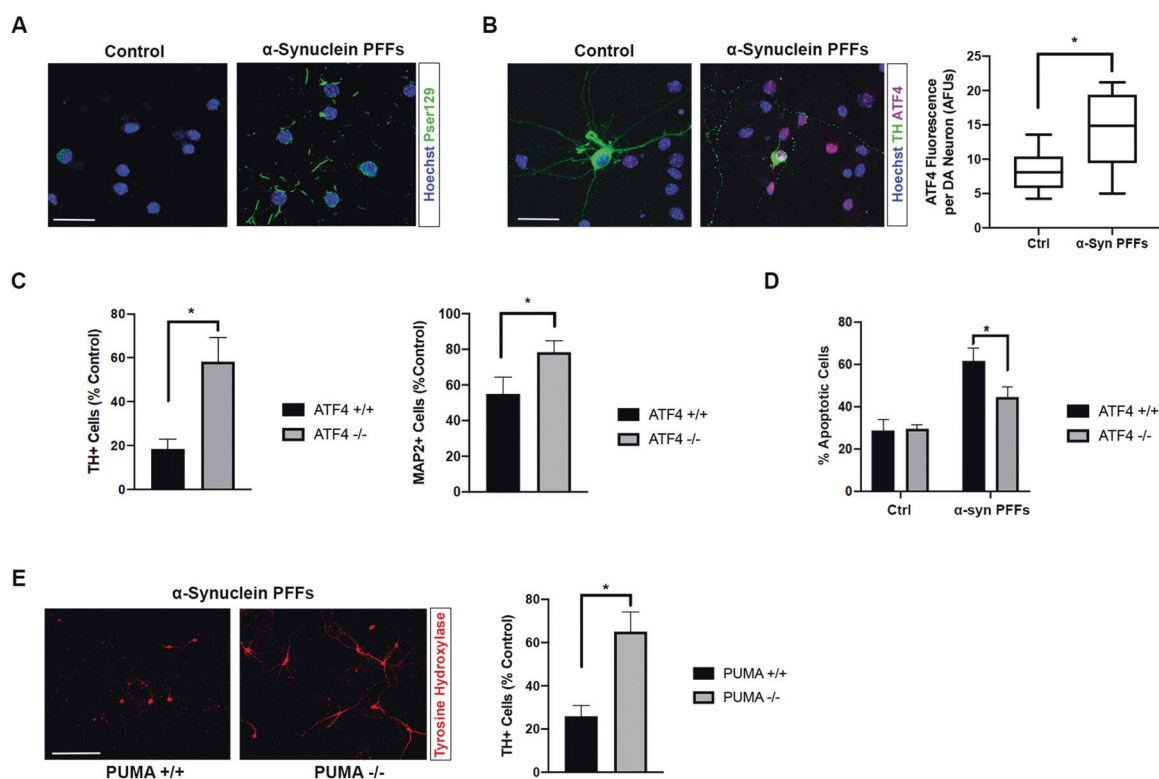 A
Control
α-Synuclein PFFs
Hoechst Pser129
B
Control
α-Synuclein PFFs
Hoechst TH ATF4
ATF4 Fluorescence
per DA Neuron (AFUs)
25
20
15
10
5
0
*
Ctrl
α-Syn PFFs
C
TH+ Cells (% Control)
80
60
40
20
0
*
ATF4 +/+
ATF4 -/-
MAP2+ Cells (%Control)
100
80
60
40
20
0
*
ATF4 +/+
ATF4 -/-
D
% Apoptotic Cells
80
60
40
20
0
*
Ctrl
α-syn PFFs
ATF4 +/+
ATF4 -/-
E
α-Synuclein PFFs
Tyrosine Hydroxylase
PUMA +/+
PUMA -/-
TH+ Cells (% Control)
80
60
40
20
0
*
PUMA +/+
PUMA -/-